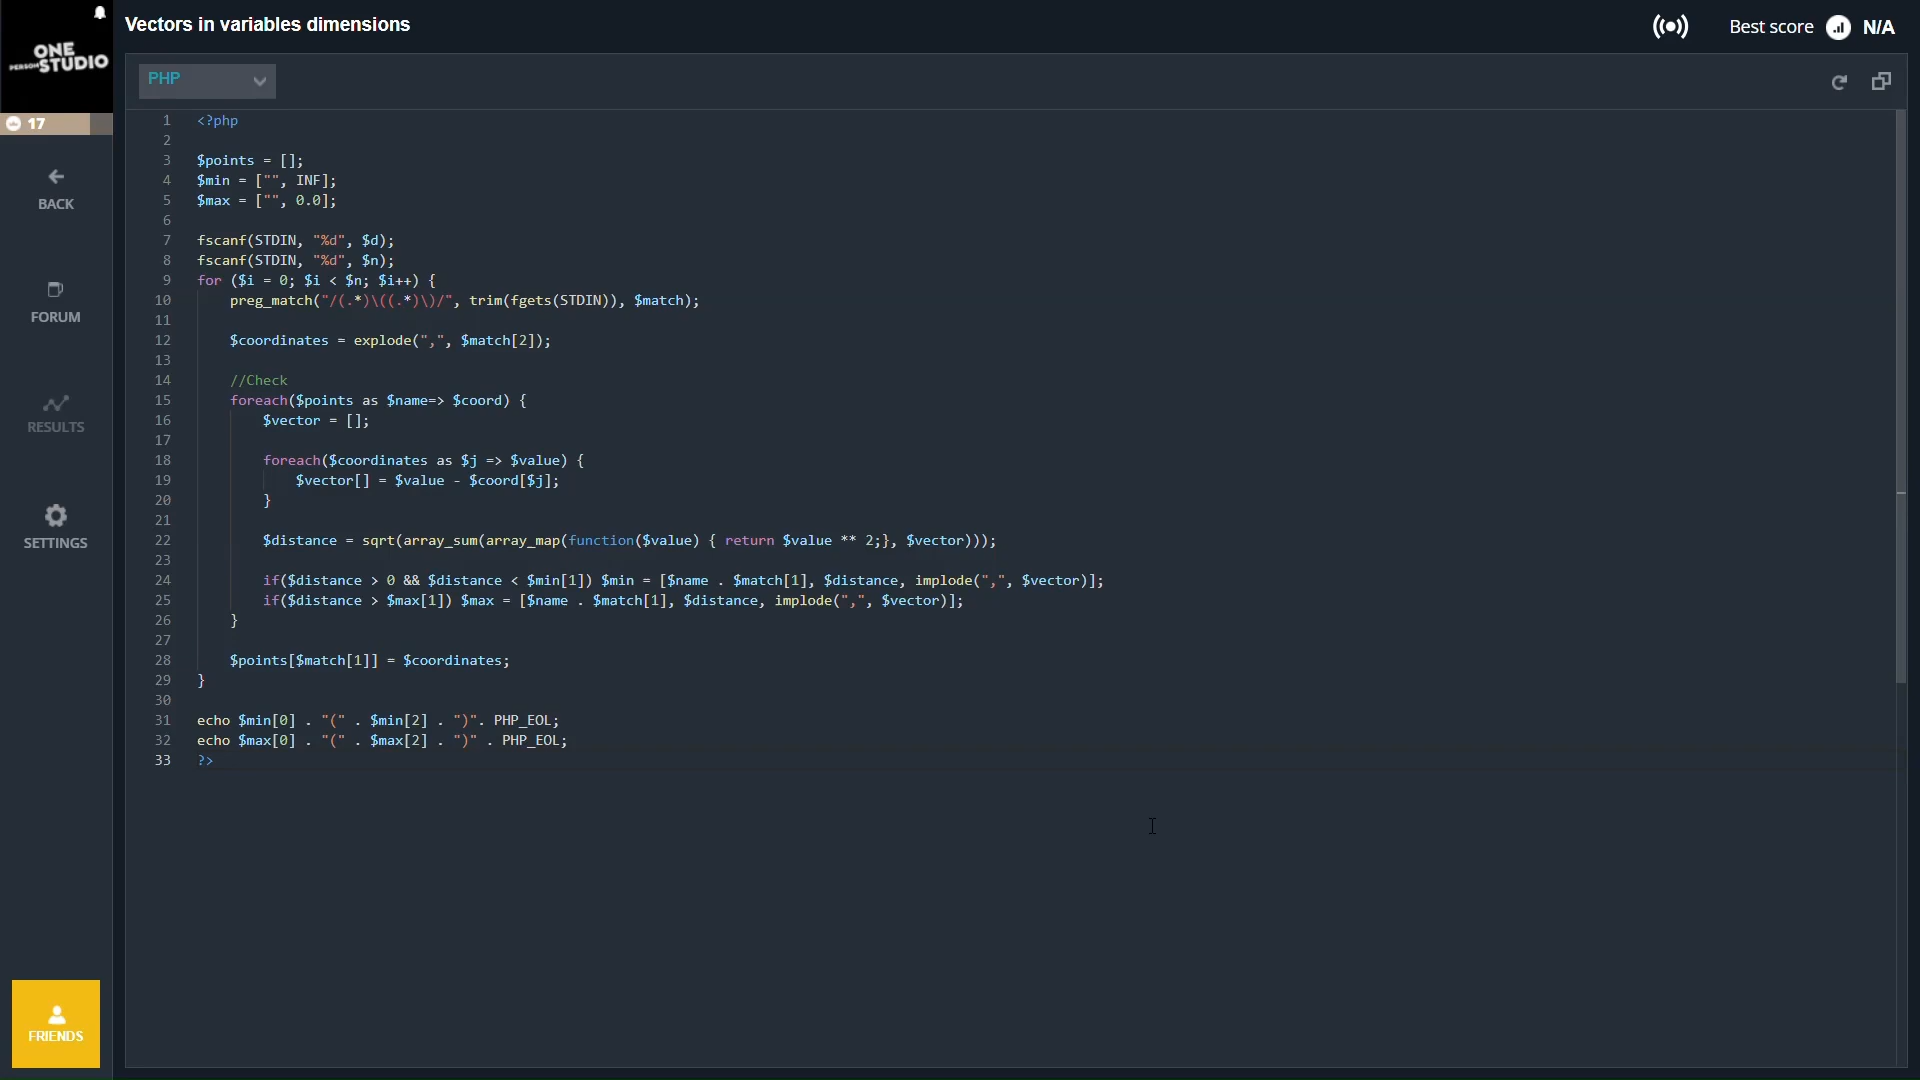 Vectors in variables dimensions
Best score N/A
ONE
PERSON STUDIO
17
PHP
BACK
FORUM
RESULTS
SETTINGS
FRIENDS
1 <?php
2
3 $points = [];
4 $min = ["", INF];
5 $max = ["", 0.0];
6
7 fscanf(STDIN, "%d", $d);
8 fscanf(STDIN, "%d", $n);
9 for ($i = 0; $i < $n; $i++) {
10 preg_match("/(.*)\((.*)\)/", trim(fgets(STDIN)), $match);
11
12 $coordinates = explode(",", $match[2]);
13
14 //Check
15 foreach($points as $name=> $coord) {
16 $vector = [];
17
18 foreach($coordinates as $j => $value) {
19 $vector[] = $value - $coord[$j];
20 }
21
22 $distance = sqrt(array_sum(array_map(function($value) { return $value ** 2;}, $vector)));
23
24 if($distance > 0 && $distance < $min[1]) $min = [$name . $match[1], $distance, implode(",", $vector)];
25 if($distance > $max[1]) $max = [$name . $match[1], $distance, implode(",", $vector)];
26 }
27
28 $points[$match[1]] = $coordinates;
29 }
30
31 echo $min[0] . "(" . $min[2] . ")". PHP_EOL;
32 echo $max[0] . "(" . $max[2] . ")" . PHP_EOL;
33 ?>